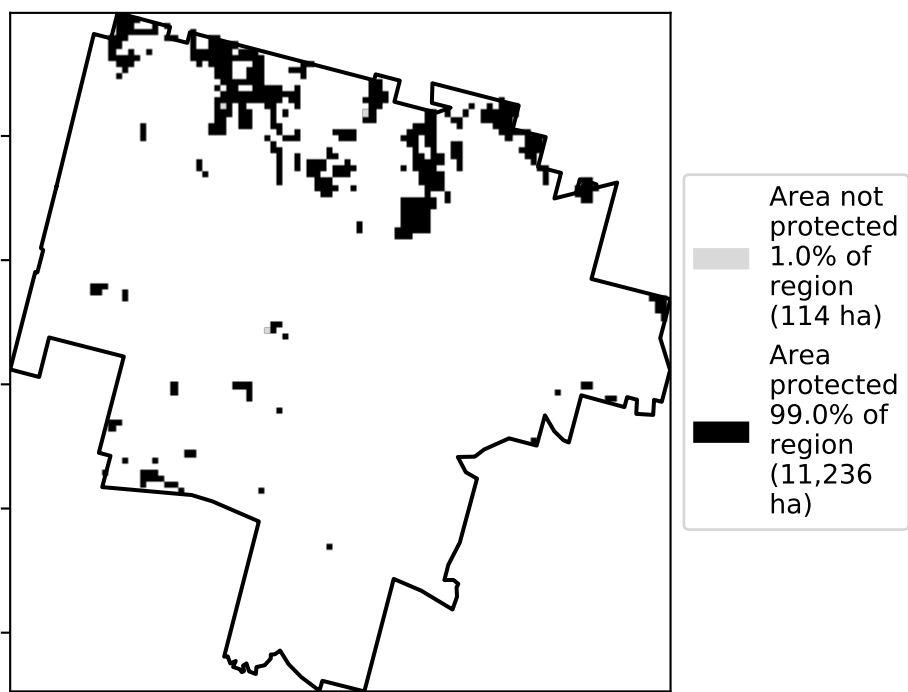 Area not
protected
1.0% of
region
(114 ha)
Area
protected
99.0% of
region
(11,236
ha)